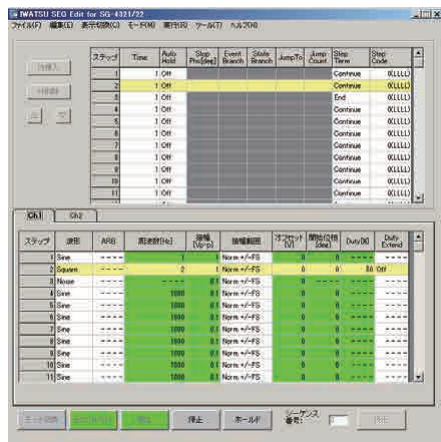 IWATSU SEQ Edit for SG-4321/22
ファイル(F) 編集(E) 表示切換(C) モード(M) 実行(R) ツール(T) ヘルプ(H)
ステップ Time Auto Hold Stop Phs[deg] Event Branch State Branch JumpTo Jump Count Step Term Step Code
1 1 Off Continue 0(LLLL)
2 1 Off Continue 0(LLLL)
3 1 Off End 0(LLLL)
4 1 Off Continue 0(LLLL)
5 1 Off Continue 0(LLLL)
6 1 Off Continue 0(LLLL)
7 1 Off Continue 0(LLLL)
8 1 Off Continue 0(LLLL)
9 1 Off Continue 0(LLLL)
10 1 Off Continue 0(LLLL)
11 1 Off Continue 0(LLLL)
Ch1 Ch2
ステップ 波形 ARB 周波数[Hz] 振幅[Vp-p] 振幅範囲 オフセット[V] 開始位相[deg] Duty[%] Duty Extend
1 Sine ---- 1 1 Norm.+/-FS 0 0 ---- ----
2 Square ---- 2 1 Norm.+/-FS 0 0 50 Off
3 Noise ---- ---- 0.1 Norm.+/-FS 0 ---- ---- ----
4 Sine ---- 1000 0.1 Norm.+/-FS 0 0 ---- ----
5 Sine ---- 1000 0.1 Norm.+/-FS 0 0 ---- ----
6 Sine ---- 1000 0.1 Norm.+/-FS 0 0 ---- ----
7 Sine ---- 1000 0.1 Norm.+/-FS 0 0 ---- ----
8 Sine ---- 1000 0.1 Norm.+/-FS 0 0 ---- ----
9 Sine ---- 1000 0.1 Norm.+/-FS 0 0 ---- ----
10 Sine ---- 1000 0.1 Norm.+/-FS 0 0 ---- ----
11 Sine ---- 1000 0.1 Norm.+/-FS 0 0 ---- ----
停止 ホールド シーケンス番号: